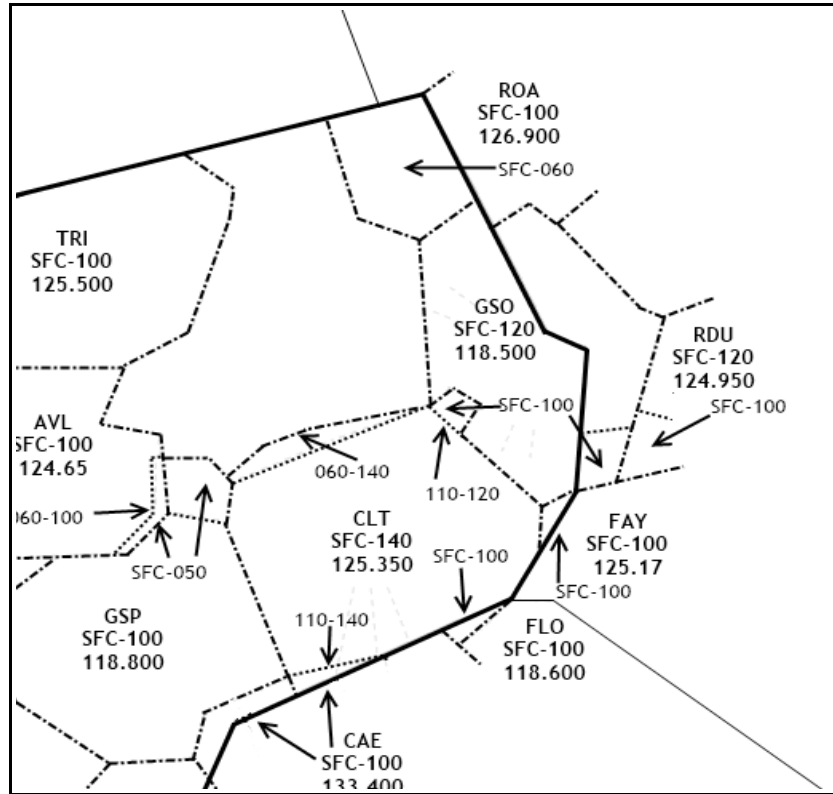 ROA
SFC-100
126.900
SFC-060
TRI
SFC-100
125.500
GSO
SFC-120
118.500
RDU
SFC-120
124.950
SFC-100
SFC-100
AVL
SFC-100
124.65
060-140
110-120
060-100
CLT
SFC-140
125.350
SFC-100
FAY
SFC-100
125.17
SFC-050
SFC-100
GSP
SFC-100
118.800
110-140
FLO
SFC-100
118.600
CAE
SFC-100
133.400